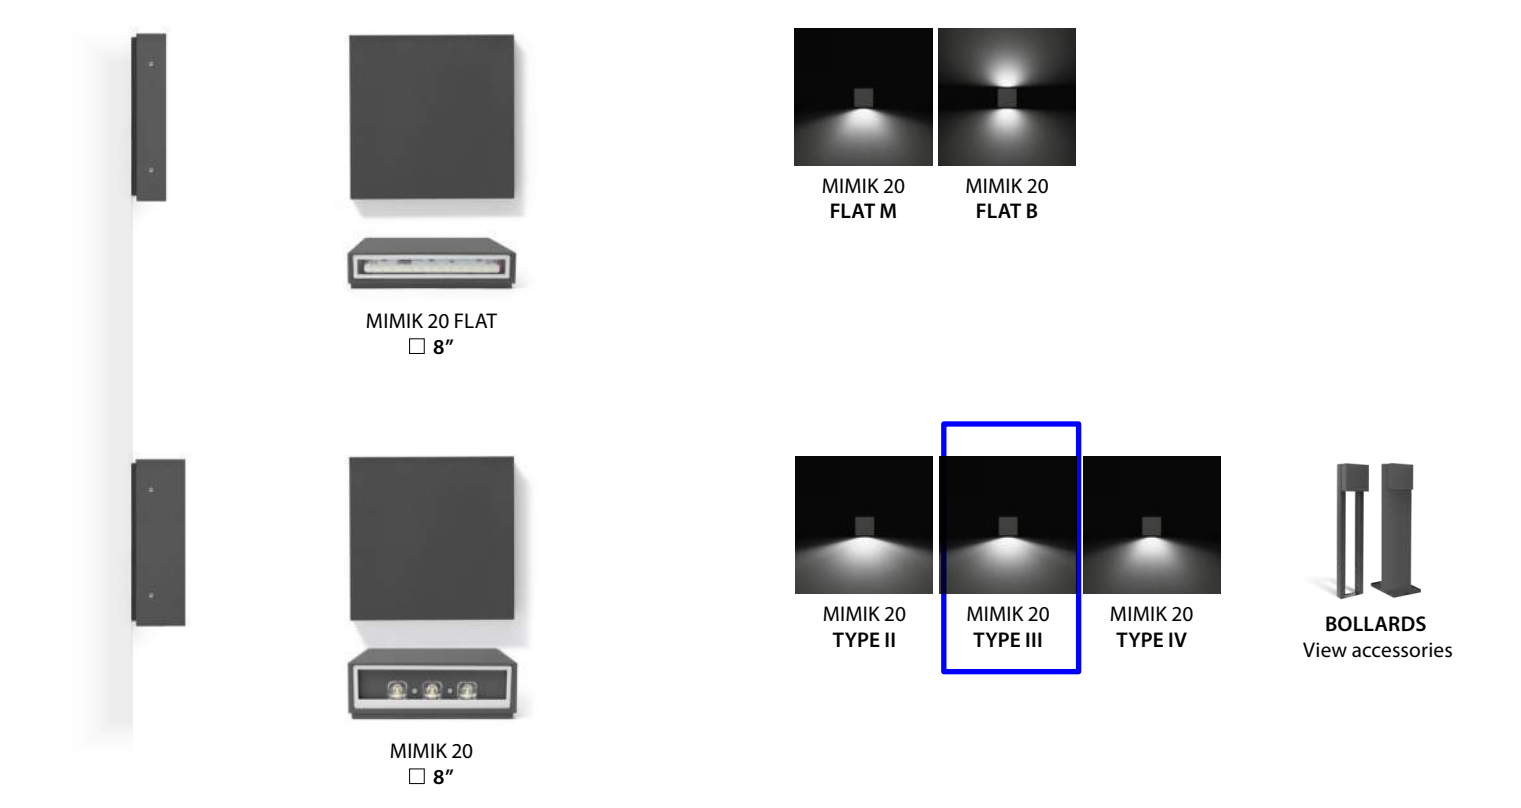 MIMIK 20
FLAT M
MIMIK 20
FLAT B
MIMIK 20 FLAT
□ 8”
MIMIK 20
TYPE II
MIMIK 20
TYPE III
MIMIK 20
TYPE IV
BOLLARDS
View accessories
MIMIK 20
□ 8”